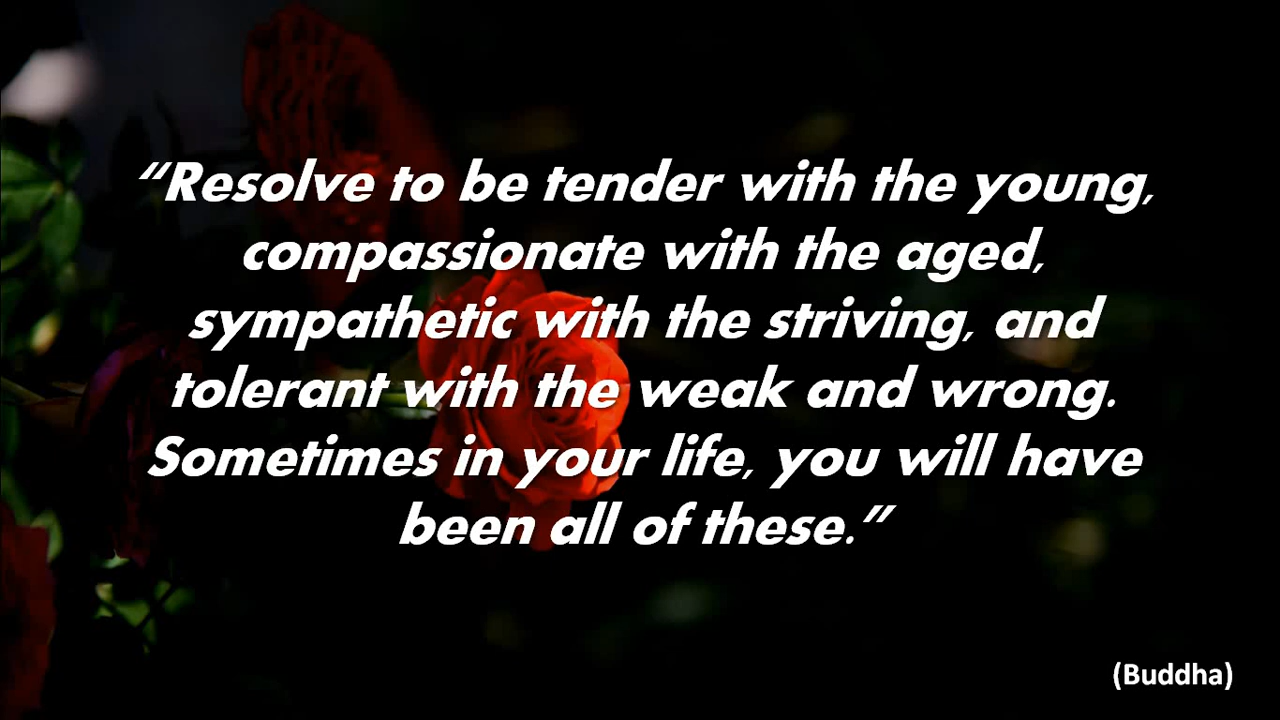 “Resolve to be tender with the young,
compassionate with the aged,
sympathetic with the striving, and
tolerant with the weak and wrong.
Sometimes in your life, you will have
been all of these.”
(Buddha)